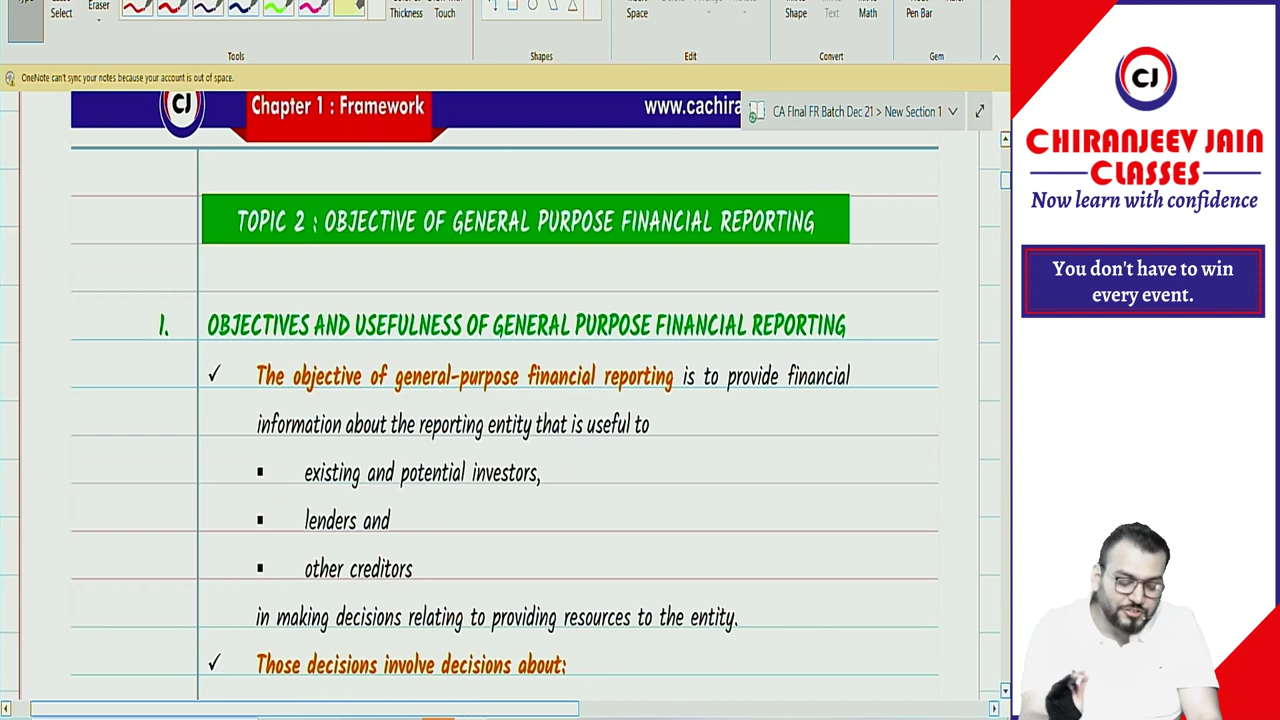 Select
Eraser
Thickness
Touch
Space
Shape
Text
Math
Pen Bar
Tools
Shapes
Edit
Convert
Gem
OneNote can't sync your notes because your account is out of space.
CJ
Chapter 1 : Framework
www.cachira
CA FInal FR Batch Dec 21 > New Section 1
TOPIC 2 : OBJECTIVE OF GENERAL PURPOSE FINANCIAL REPORTING
1. OBJECTIVES AND USEFULNESS OF GENERAL PURPOSE FINANCIAL REPORTING
✓ The objective of general-purpose financial reporting is to provide financial
information about the reporting entity that is useful to
▪ existing and potential investors,
▪ lenders and
▪ other creditors
in making decisions relating to providing resources to the entity.
✓ Those decisions involve decisions about:
CJ
CHIRANJEEV JAIN
CLASSES
Now learn with confidence
You don't have to win
every event.